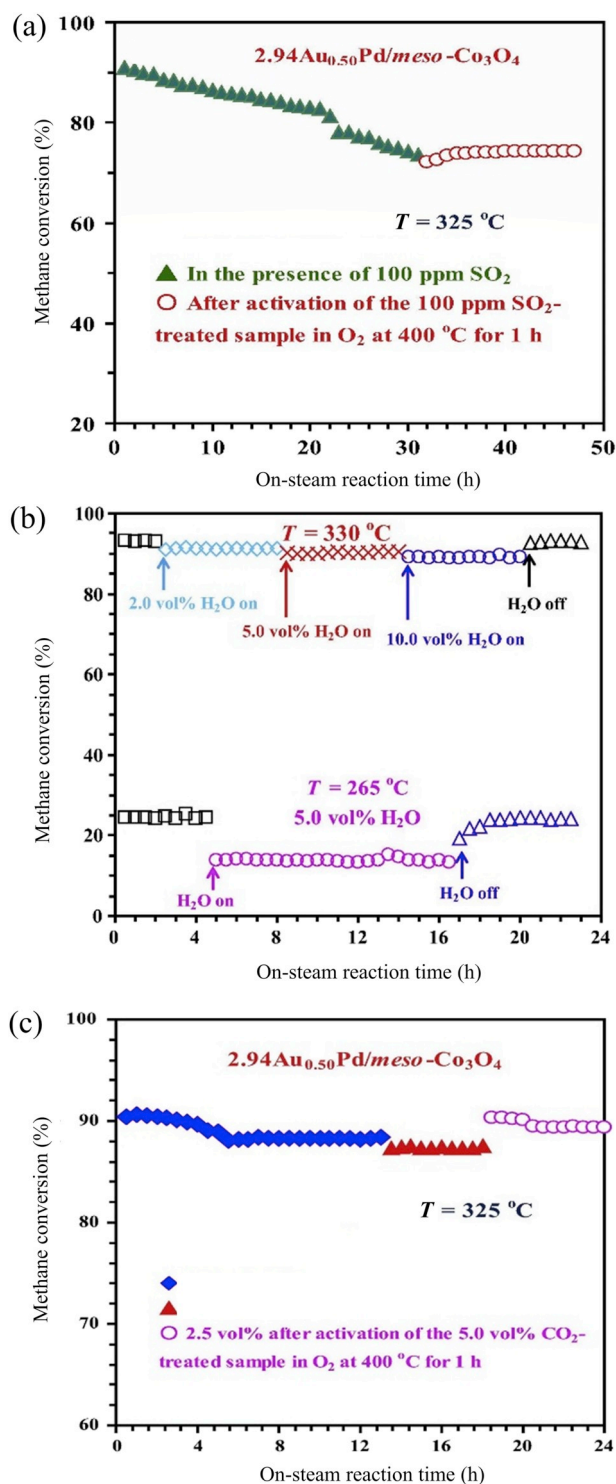 (a)
100
80
60
40
20
Methane conversion (%)
2.94Au0.50Pd/meso-Co3O4
T = 325 °C
▲ In the presence of 100 ppm SO2
○ After activation of the 100 ppm SO2-
treated sample in O2 at 400 °C for 1 h
0 10 20 30 40 50
On-steam reaction time (h)
(b)
100
80
60
40
20
0
Methane conversion (%)
T = 330 °C
2.0 vol% H2O on
5.0 vol% H2O on
10.0 vol% H2O on
H2O off
T = 265 °C
5.0 vol% H2O
H2O on
H2O off
0 4 8 12 16 20 24
On-steam reaction time (h)
(c)
100
90
80
70
60
Methane conversion (%)
2.94Au0.50Pd/meso-Co3O4
T = 325 °C
○ 2.5 vol% after activation of the 5.0 vol% CO2-
treated sample in O2 at 400 °C for 1 h
0 4 8 12 16 20 24
On-steam reaction time (h)